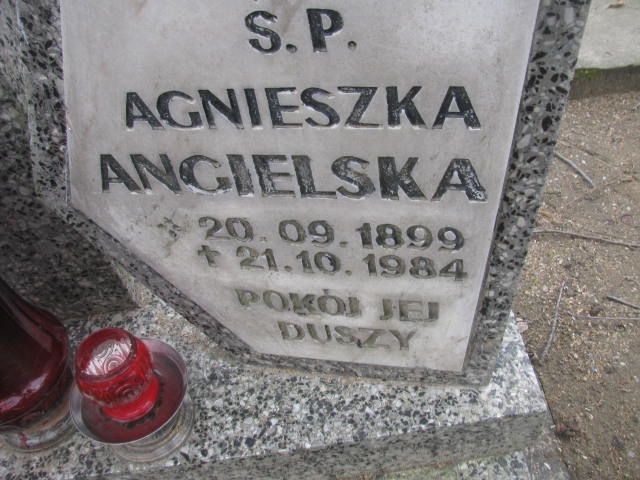 Ś.P.
AGNIESZKA
ANGIELSKA
* 20.09.1899
✝ 21.10.1984
POKÓJ JEJ
DUSZY